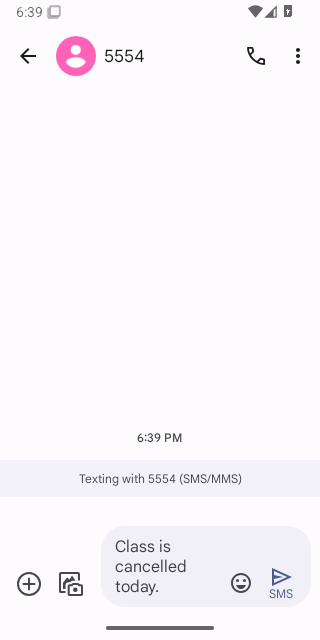 6:39
5554
6:39 PM
Texting with 5554 (SMS/MMS)
Class is
cancelled
today.
SMS